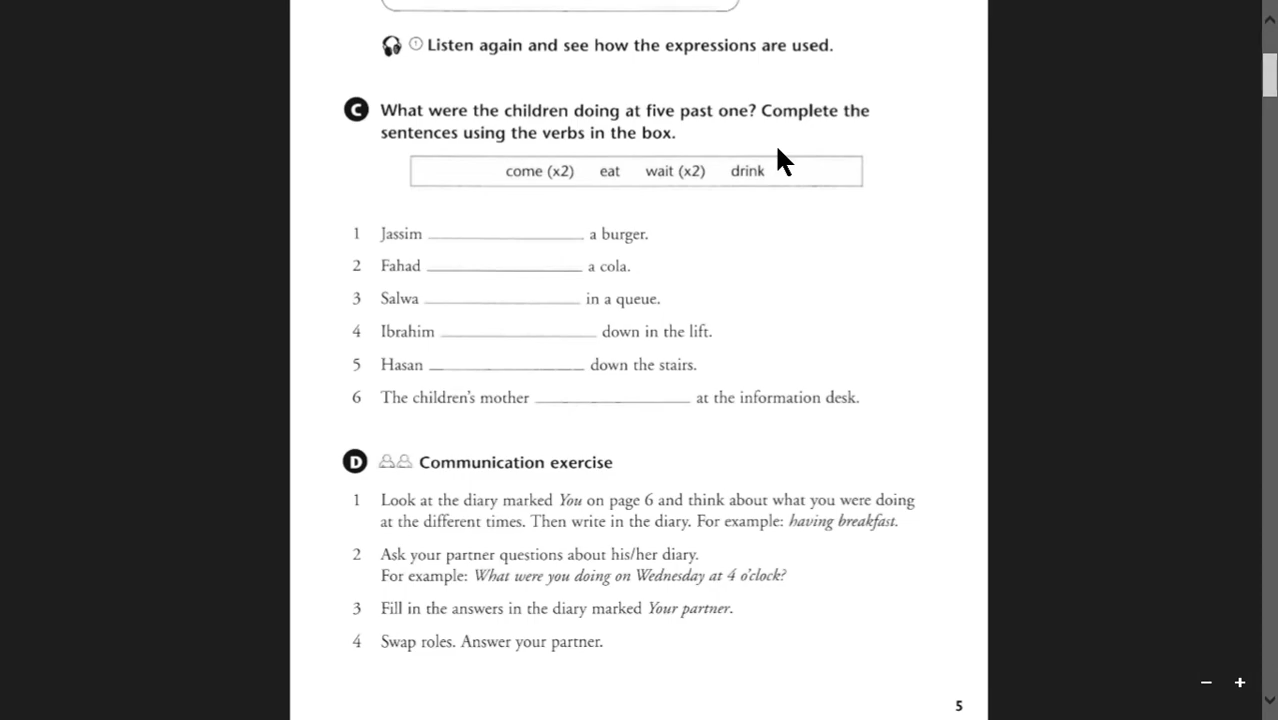 Listen again and see how the expressions are used.
C What were the children doing at five past one? Complete the
sentences using the verbs in the box.
come (x2) eat wait (x2) drink
1 Jassim ____________ a burger.
2 Fahad ____________ a cola.
3 Salwa ____________ in a queue.
4 Ibrahim ____________ down in the lift.
5 Hasan ____________ down the stairs.
6 The children's mother ____________ at the information desk.
D Communication exercise
1 Look at the diary marked You on page 6 and think about what you were doing
at the different times. Then write in the diary. For example: having breakfast.
2 Ask your partner questions about his/her diary.
For example: What were you doing on Wednesday at 4 o'clock?
3 Fill in the answers in the diary marked Your partner.
4 Swap roles. Answer your partner.
5